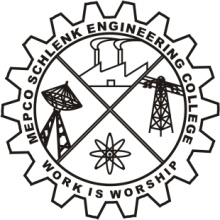 MEPCO SCHLENK ENGINEERING COLLEGE
WORK IS WORSHIP